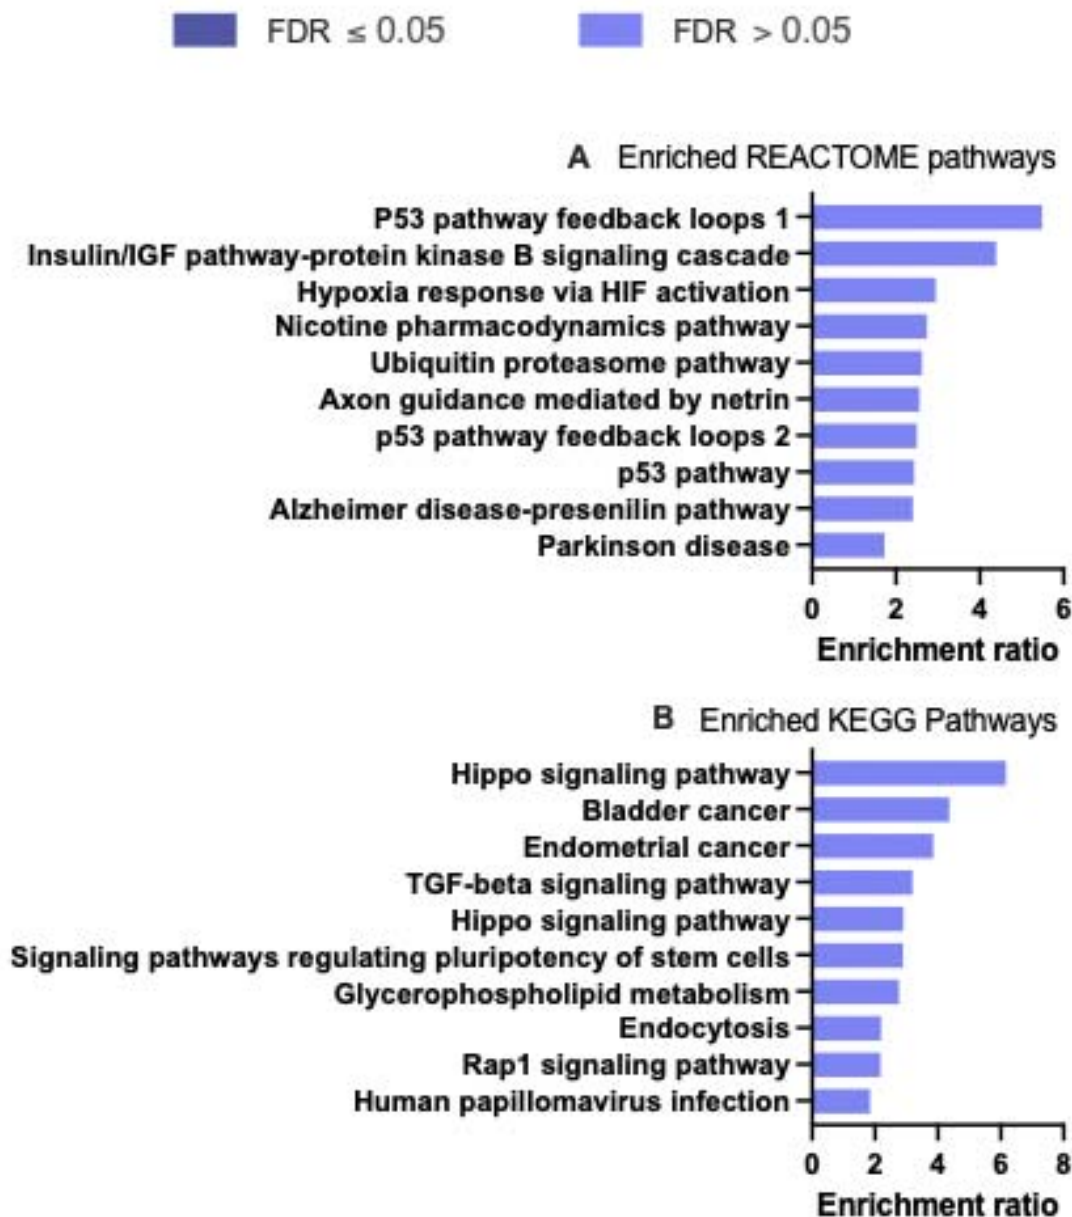 FDR ≤ 0.05 FDR > 0.05
A Enriched REACTOME pathways
P53 pathway feedback loops 1
Insulin/IGF pathway-protein kinase B signaling cascade
Hypoxia response via HIF activation
Nicotine pharmacodynamics pathway
Ubiquitin proteasome pathway
Axon guidance mediated by netrin
p53 pathway feedback loops 2
p53 pathway
Alzheimer disease-presenilin pathway
Parkinson disease
0 2 4 6
Enrichment ratio
B Enriched KEGG Pathways
Hippo signaling pathway
Bladder cancer
Endometrial cancer
TGF-beta signaling pathway
Hippo signaling pathway
Signaling pathways regulating pluripotency of stem cells
Glycerophospholipid metabolism
Endocytosis
Rap1 signaling pathway
Human papillomavirus infection
0 2 4 6 8
Enrichment ratio